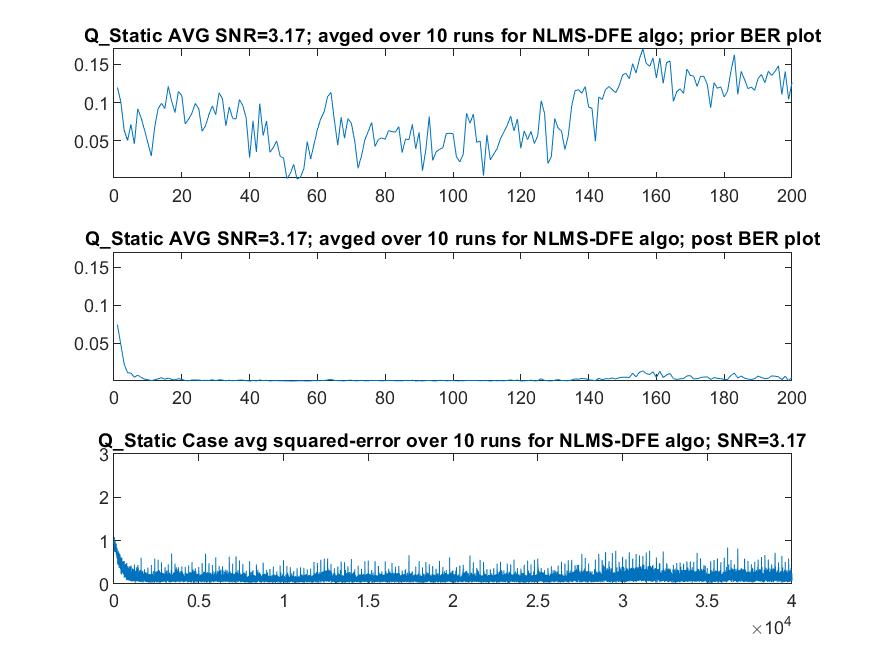 Q_Static AVG SNR=3.17; avged over 10 runs for NLMS-DFE algo; prior BER plot
0.15
0.1
0.05
0 20 40 60 80 100 120 140 160 180 200
Q_Static AVG SNR=3.17; avged over 10 runs for NLMS-DFE algo; post BER plot
0.15
0.1
0.05
0 20 40 60 80 100 120 140 160 180 200
Q_Static Case avg squared-error over 10 runs for NLMS-DFE algo; SNR=3.17
3
2
1
0
0 0.5 1 1.5 2 2.5 3 3.5 4
×10⁴